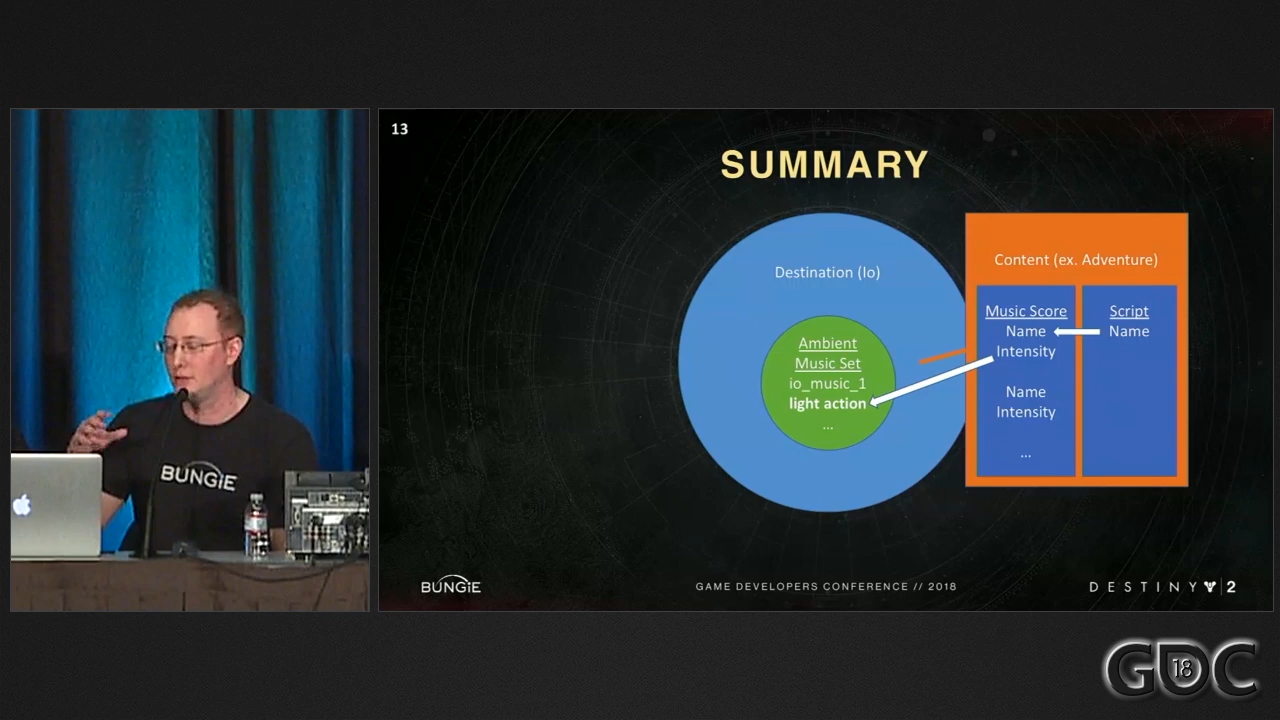 13
SUMMARY
Destination (Io)
Ambient
Music Set
io_music_1
light action
...
Content (ex. Adventure)
Music Score
Name
Intensity
Name
Intensity
...
Script
Name
BUNGiE
BUNGiE
GAME DEVELOPERS CONFERENCE // 2018
DESTINY 2
GDC
18